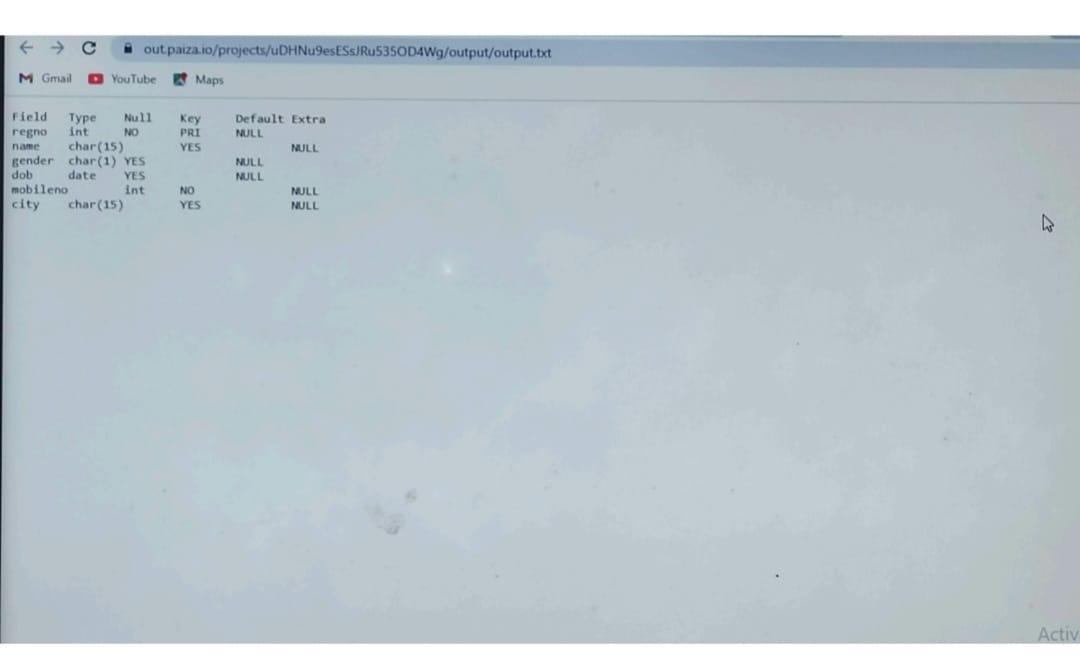 out.paiza.io/projects/uDHNu9esESsJRu535OD4Wg/output/output.txt
Gmail YouTube Maps
Field Type Null Key Default Extra
regno int NO PRI NULL
name char(15) YES NULL
gender char(1) YES NULL
dob date YES NULL
mobileno int NO NULL
city char(15) YES NULL
Activ